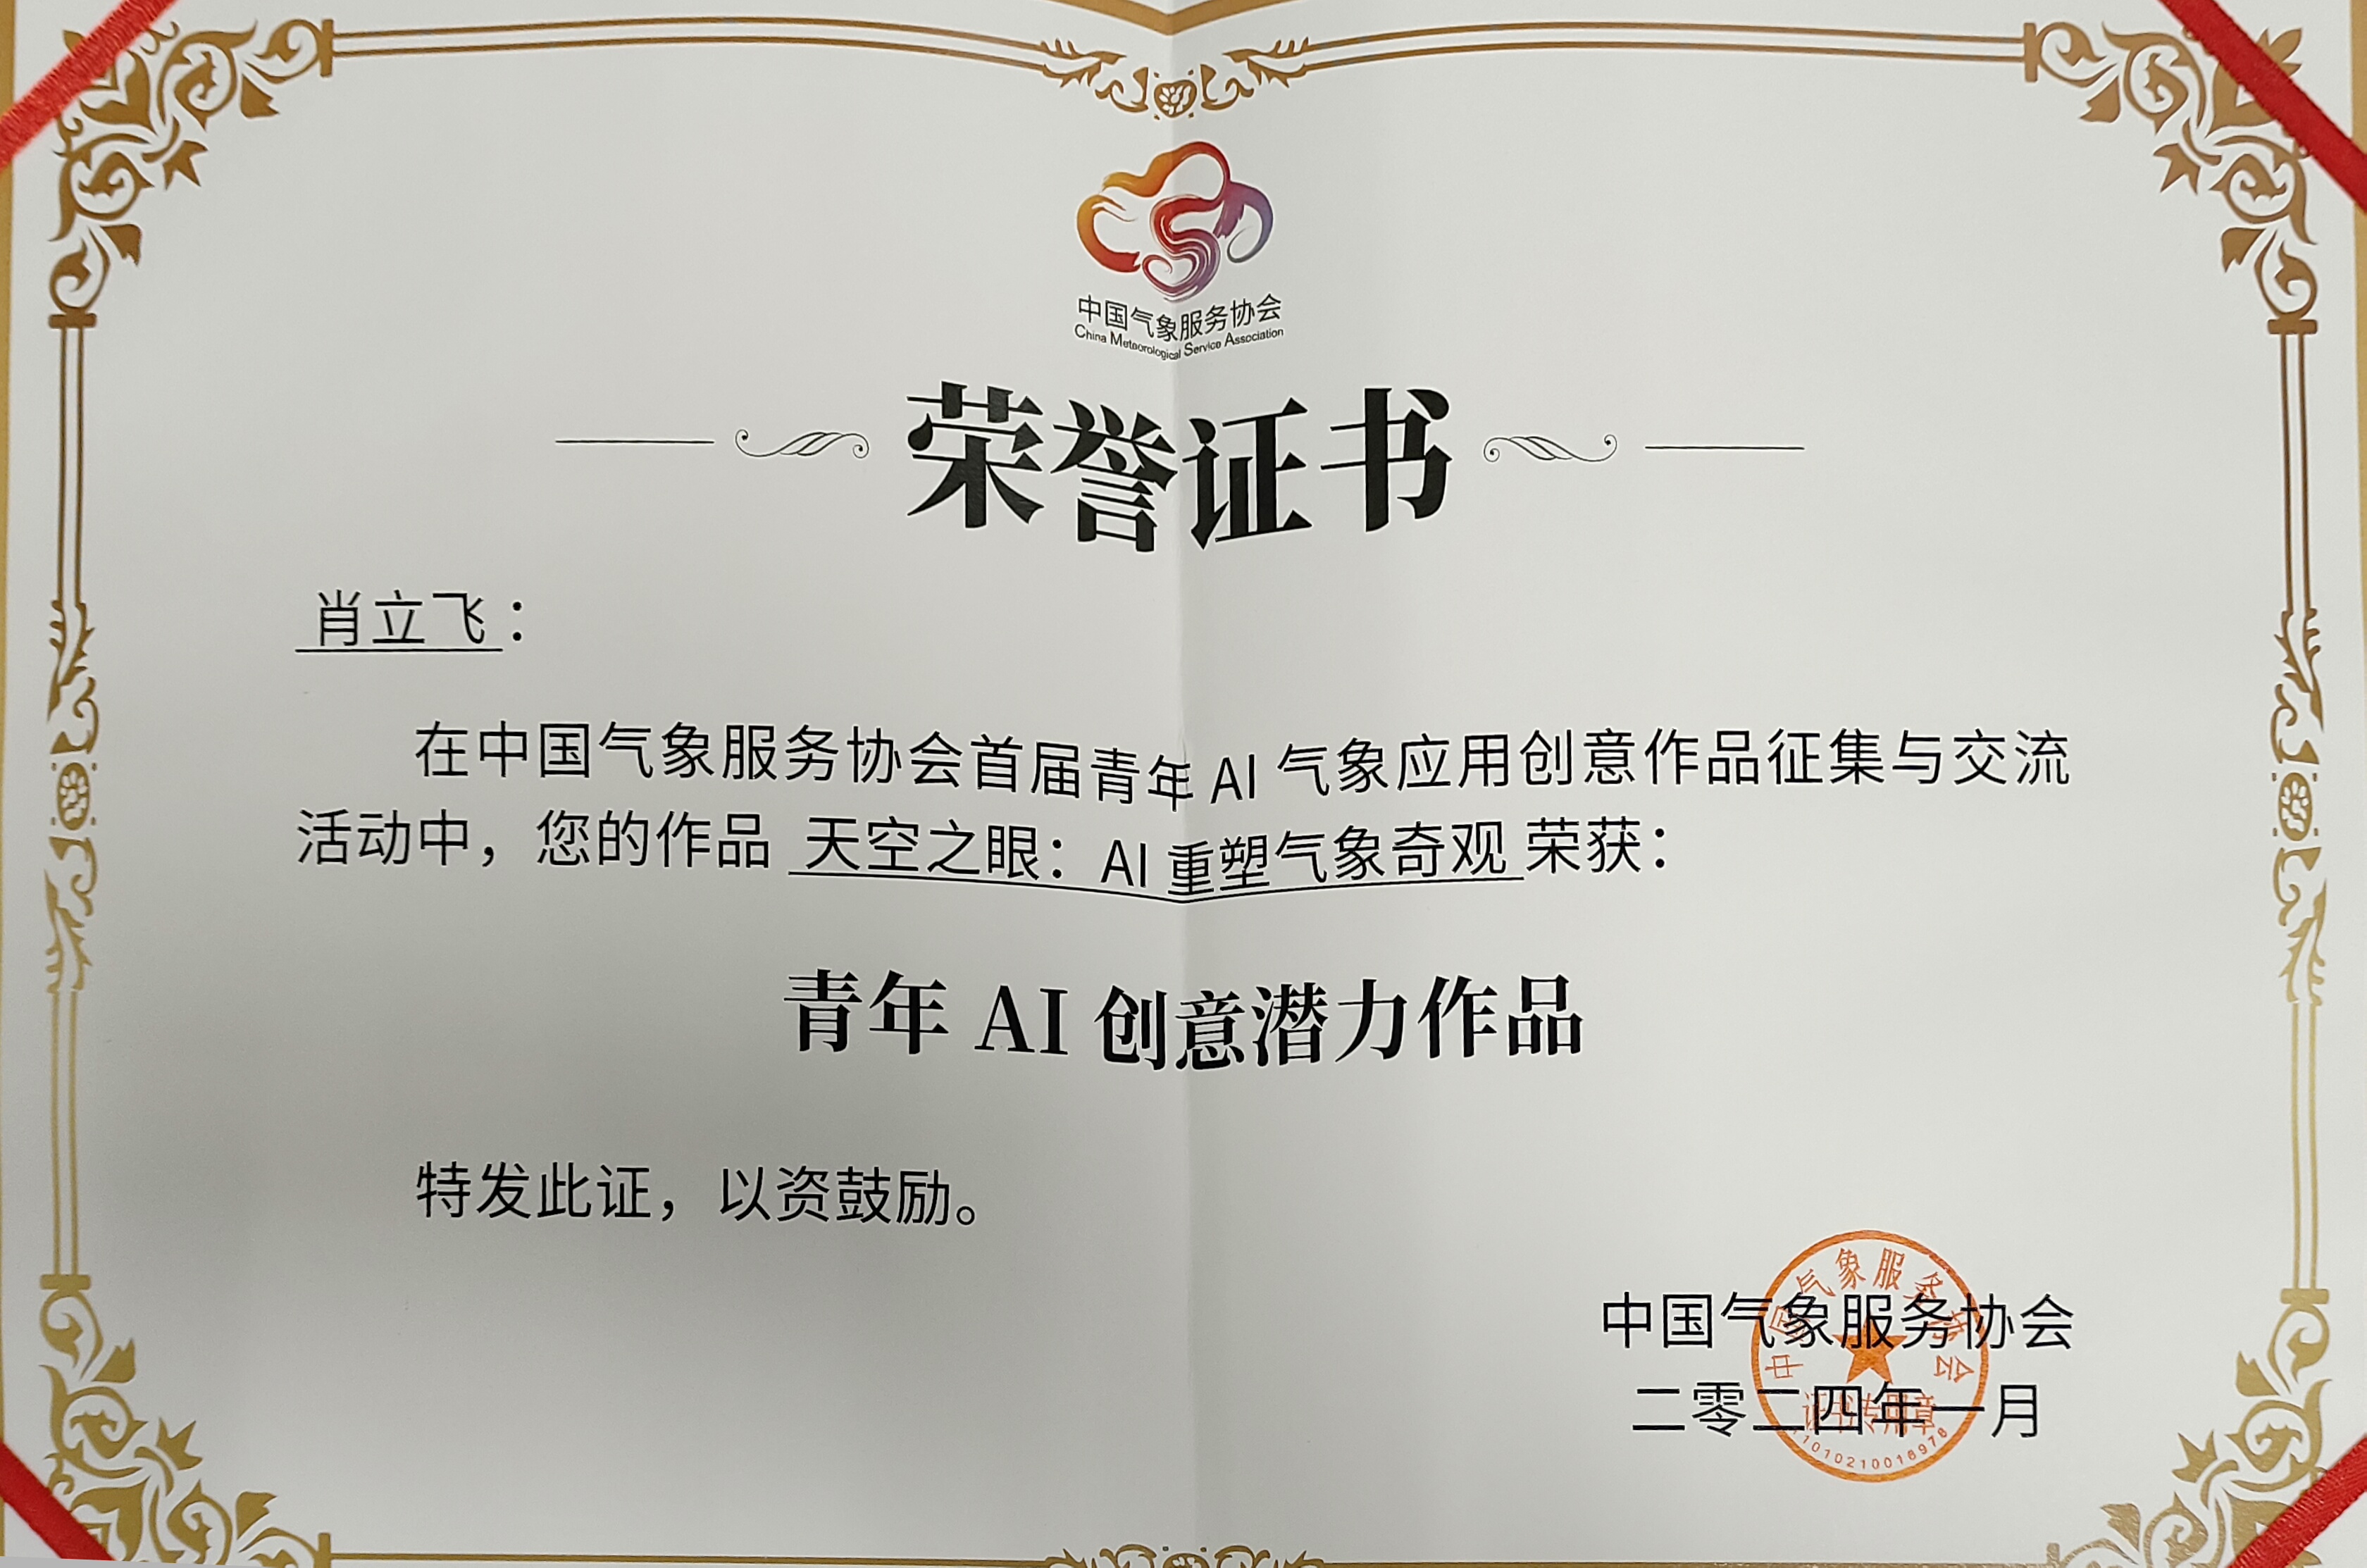 中国气象服务协会
China Meteorological Service Association
荣誉证书
肖立飞：
在中国气象服务协会首届青年 AI 气象应用创意作品征集与交流
活动中，您的作品 天空之眼：AI 重塑气象奇观 荣获：
青年 AI 创意潜力作品
特发此证，以资鼓励。
中国气象服务协会
二零二四年一月
中国气象服务协会
证书专用章